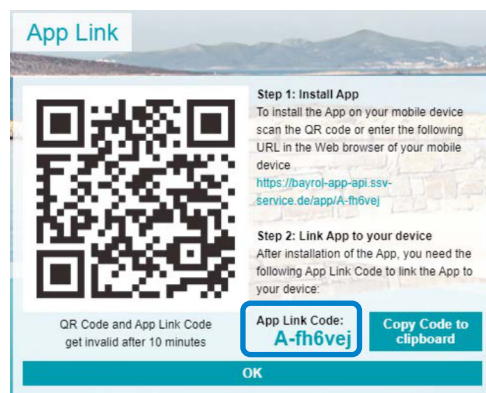 App Link
Step 1: Install App
To install the App on your mobile device
scan the QR code or enter the following
URL in the Web browser of your mobile
device
https://bayrol-app-api.ssv-
service.de/app/A-fh6vej
Step 2: Link App to your device
After installation of the App, you need the
following App Link Code to link the App to
your device:
QR Code and App Link Code
get invalid after 10 minutes
App Link Code:
A-fh6vej
Copy Code to
clipboard
OK